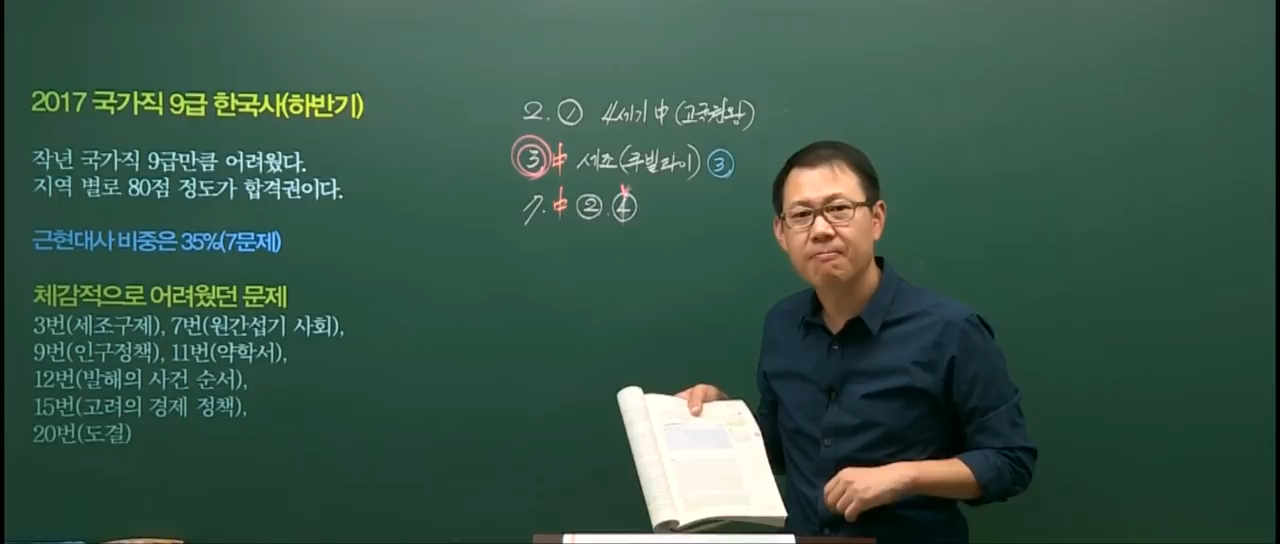 2017 국가직 9급 한국사(하반기)
작년 국가직 9급만큼 어려웠다.
지역 별로 80점 정도가 합격권이다.
근현대사 비중은 35%(7문제)
체감적으로 어려웠던 문제
3번(세조구제), 7번(원간섭기 사회),
9번(인구정책), 11번(약학서),
12번(발해의 사건 순서),
15번(고려의 경제 정책),
20번(도결)
2. ① 4세기 中 (고국원왕)
③. 中 세조(쿠빌라이) ③
7. 中 ②. ④